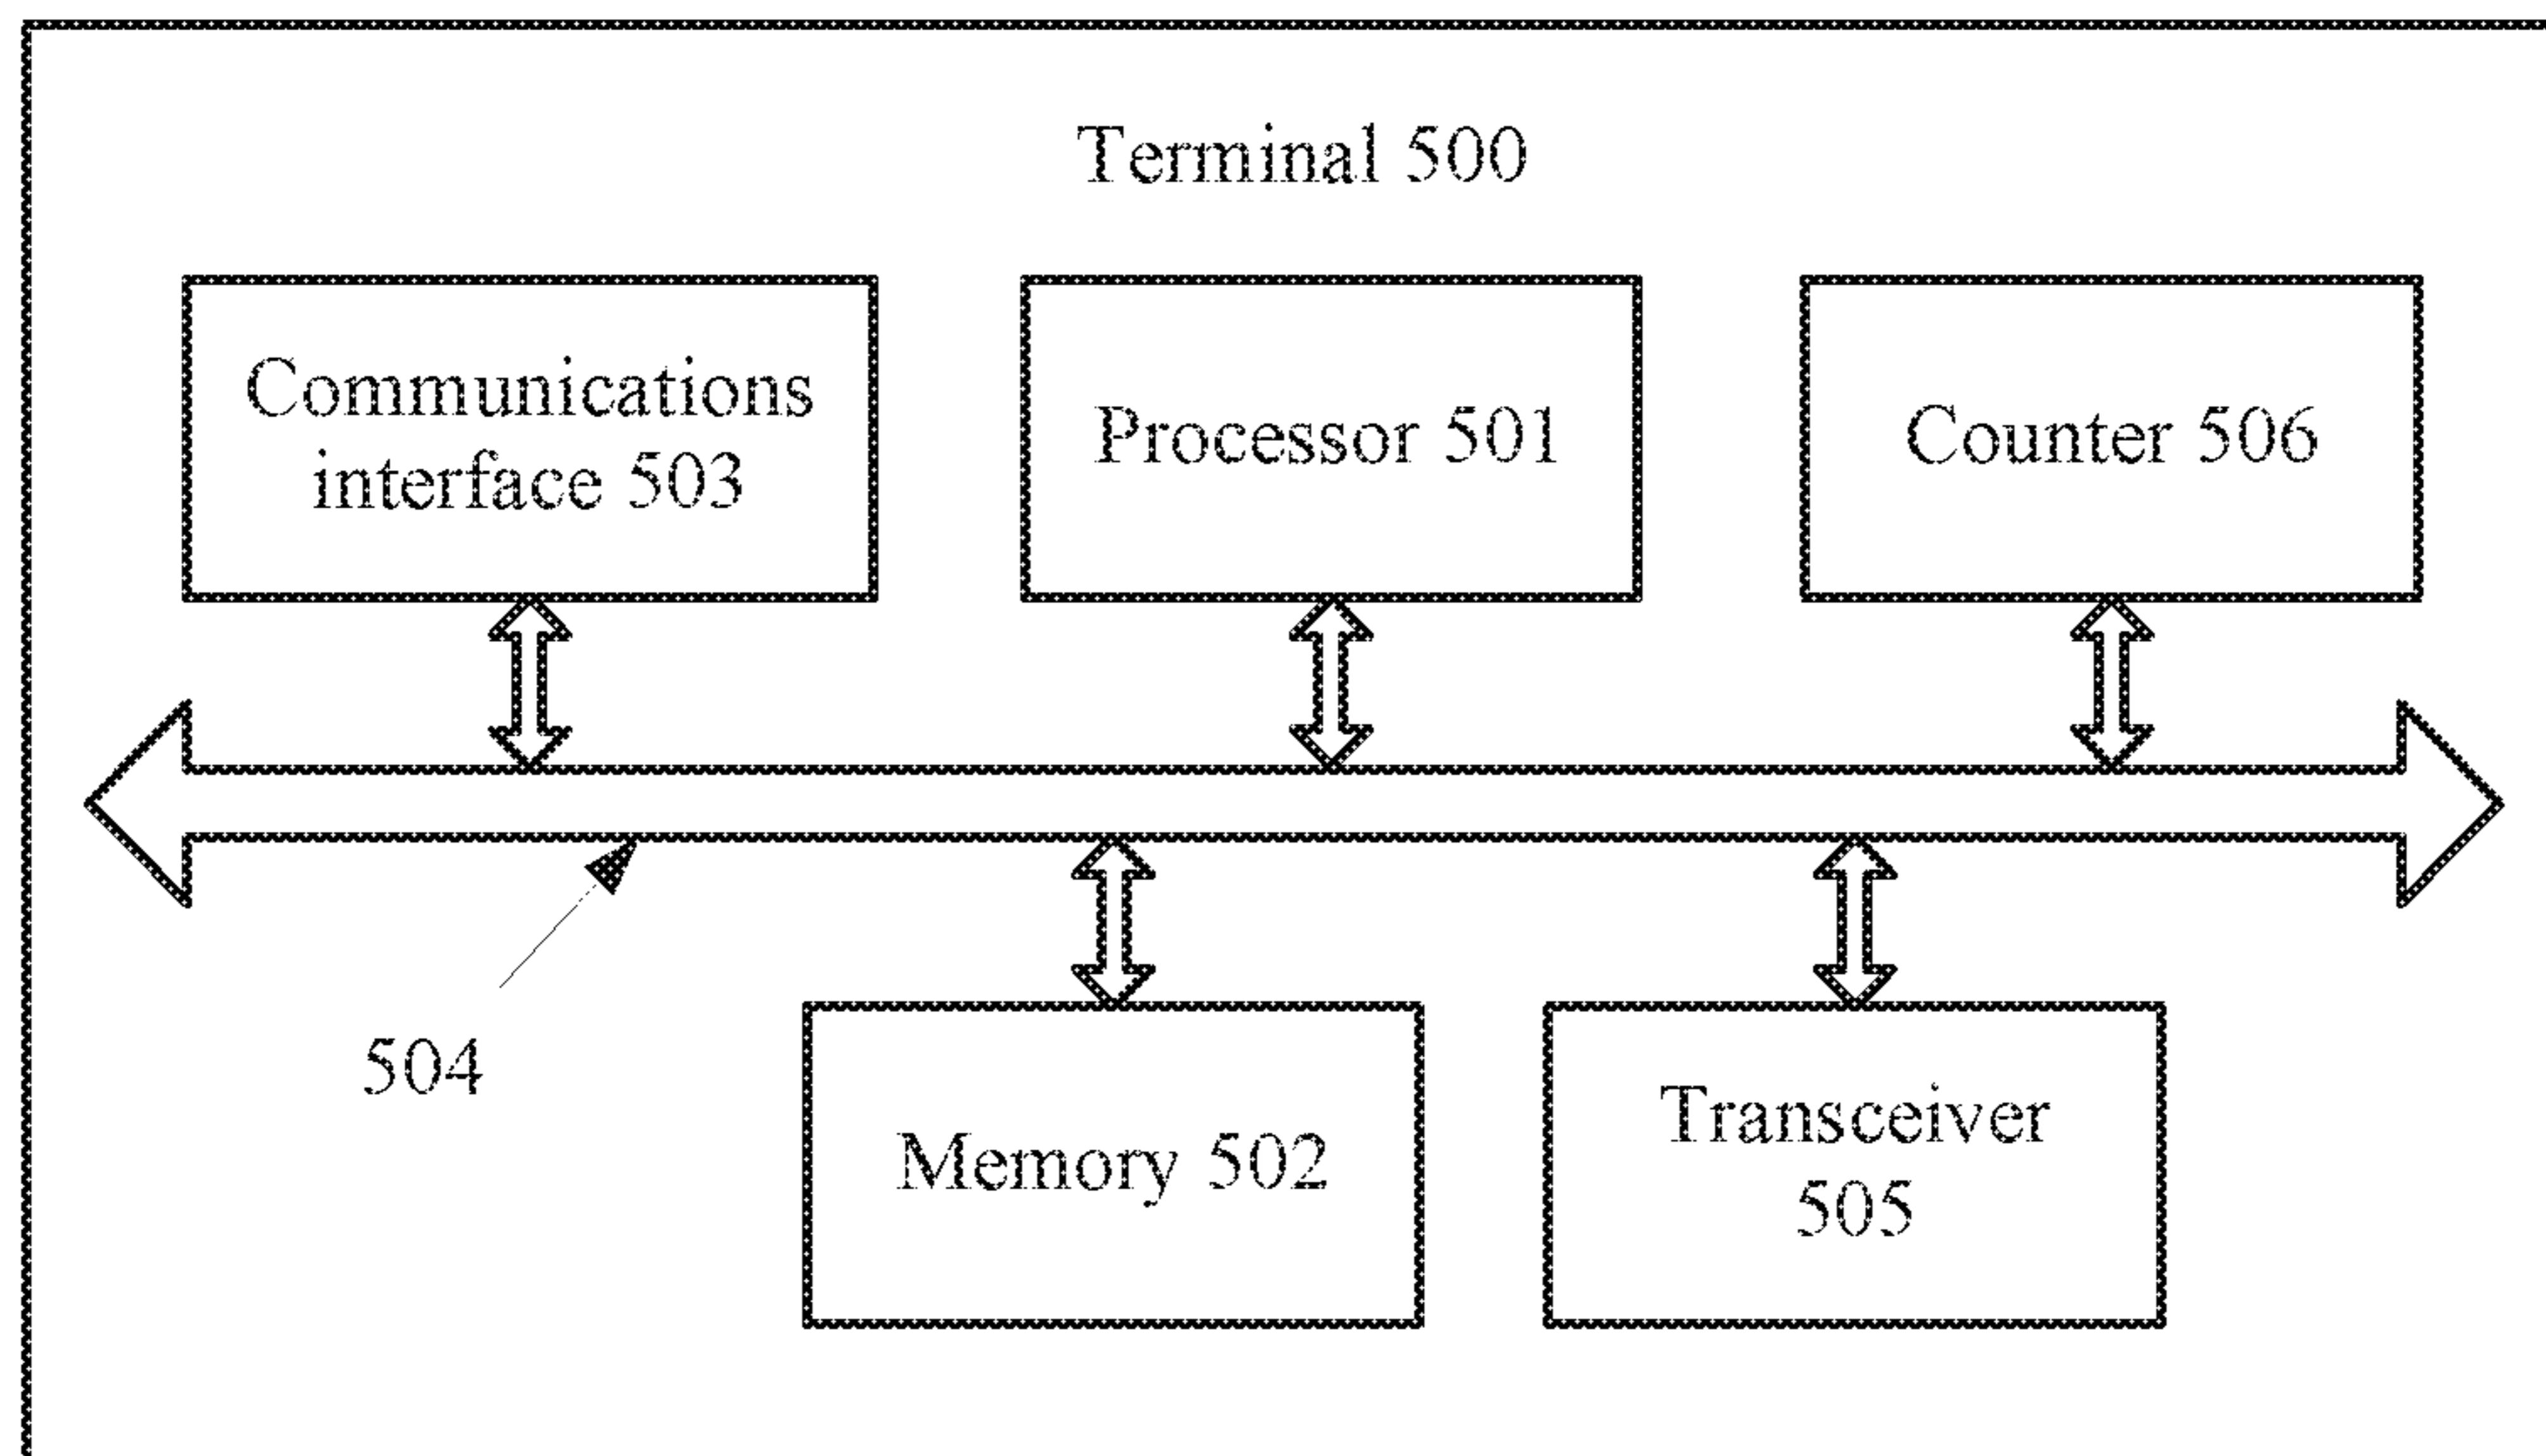 Terminal 500
Communications
interface 503
Processor 501
Counter 506
504
Memory 502
Transceiver
505